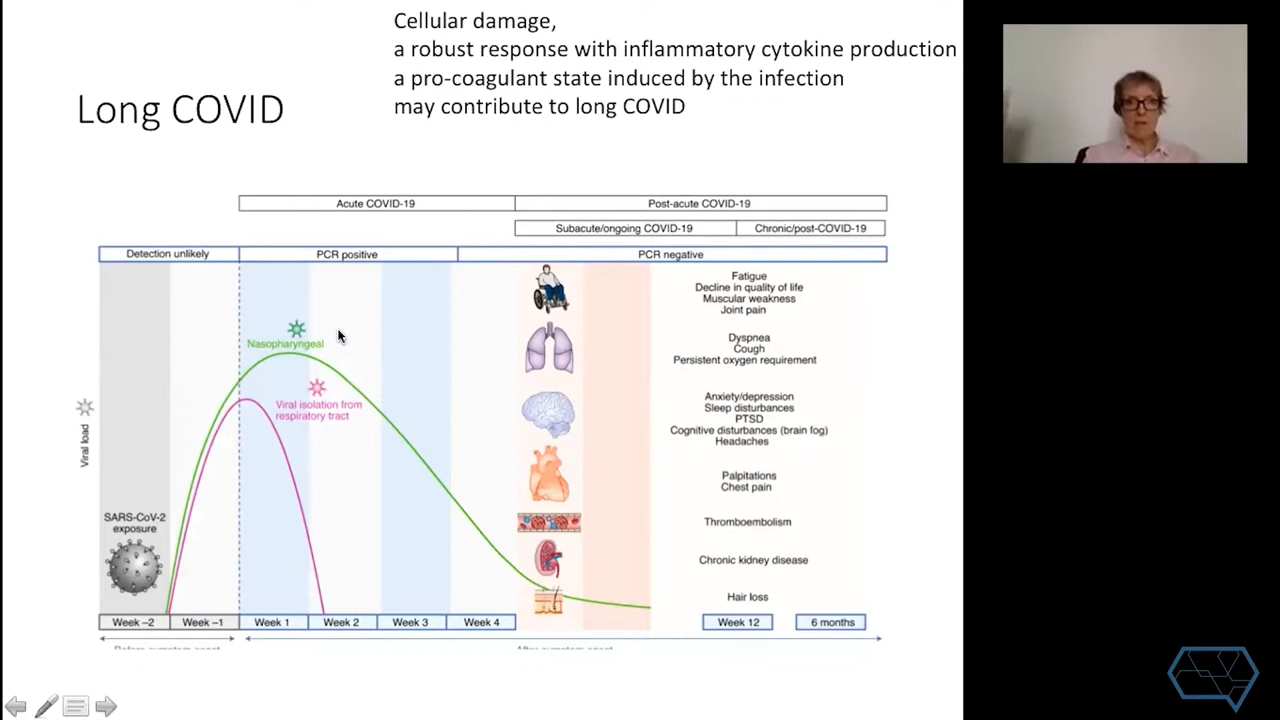 Cellular damage,
a robust response with inflammatory cytokine production
a pro-coagulant state induced by the infection
may contribute to long COVID
Long COVID
Acute COVID-19
Post-acute COVID-19
Subacute/ongoing COVID-19
Chronic/post-COVID-19
Detection unlikely
PCR positive
PCR negative
Fatigue
Decline in quality of life
Muscular weakness
Joint pain
Nasopharyngeal
Dyspnea
Cough
Persistent oxygen requirement
Viral isolation from
respiratory tract
Viral load
Anxiety/depression
Sleep disturbances
PTSD
Cognitive disturbances (brain fog)
Headaches
Palpitations
Chest pain
SARS-CoV-2
exposure
Thromboembolism
Chronic kidney disease
Hair loss
Week –2
Week –1
Week 1
Week 2
Week 3
Week 4
Week 12
6 months